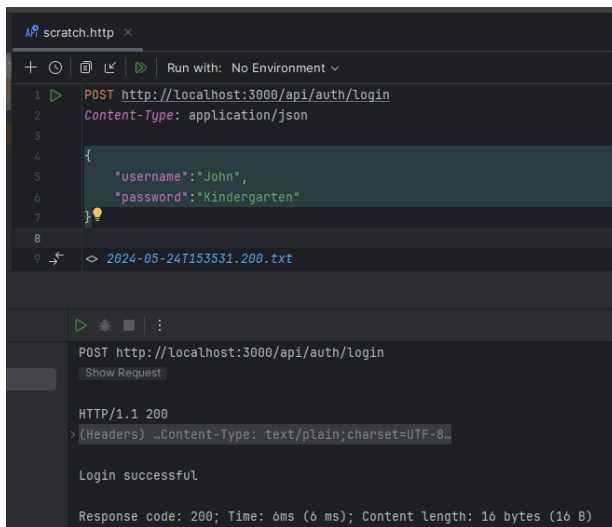 API scratch.http ×
Run with: No Environment
1 POST http://localhost:3000/api/auth/login
2 Content-Type: application/json
3
4 {
5 "username":"John",
6 "password":"Kindergarten"
7 }
8
9 <> 2024-05-24T153531.200.txt
POST http://localhost:3000/api/auth/login
Show Request
HTTP/1.1 200
> (Headers) …Content-Type: text/plain;charset=UTF-8…
Login successful
Response code: 200; Time: 6ms (6 ms); Content length: 16 bytes (16 B)